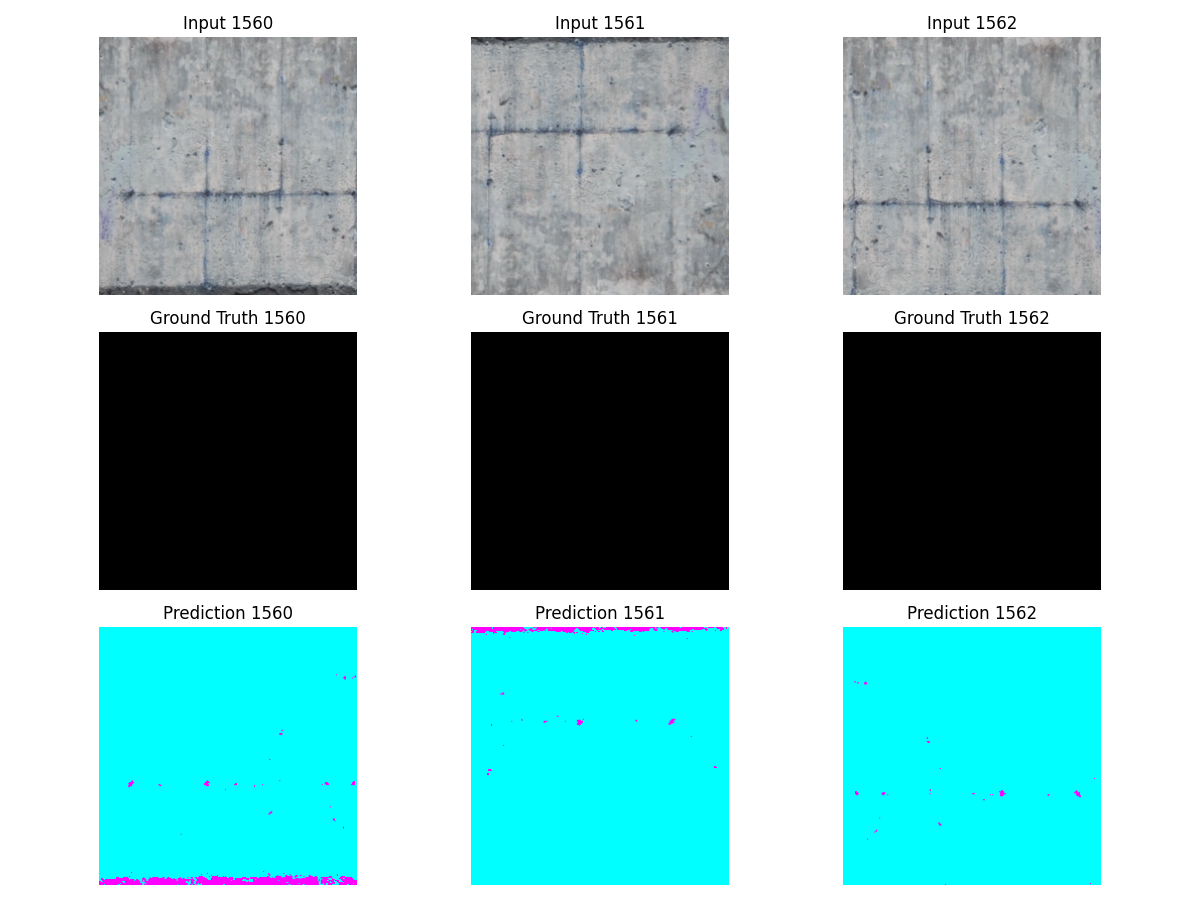 Input 1560
Input 1561
Input 1562
Ground Truth 1560
Ground Truth 1561
Ground Truth 1562
Prediction 1560
Prediction 1561
Prediction 1562